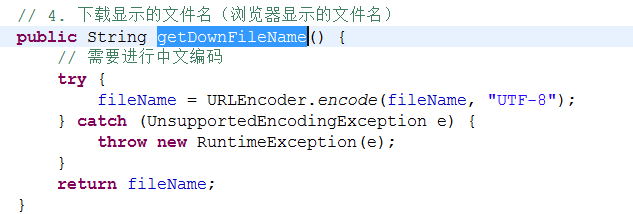 // 4. 下载显示的文件名（浏览器显示的文件名）
public String getDownFileName() {
// 需要进行中文编码
try {
fileName = URLEncoder.encode(fileName, "UTF-8");
} catch (UnsupportedEncodingException e) {
throw new RuntimeException(e);
}
return fileName;
}